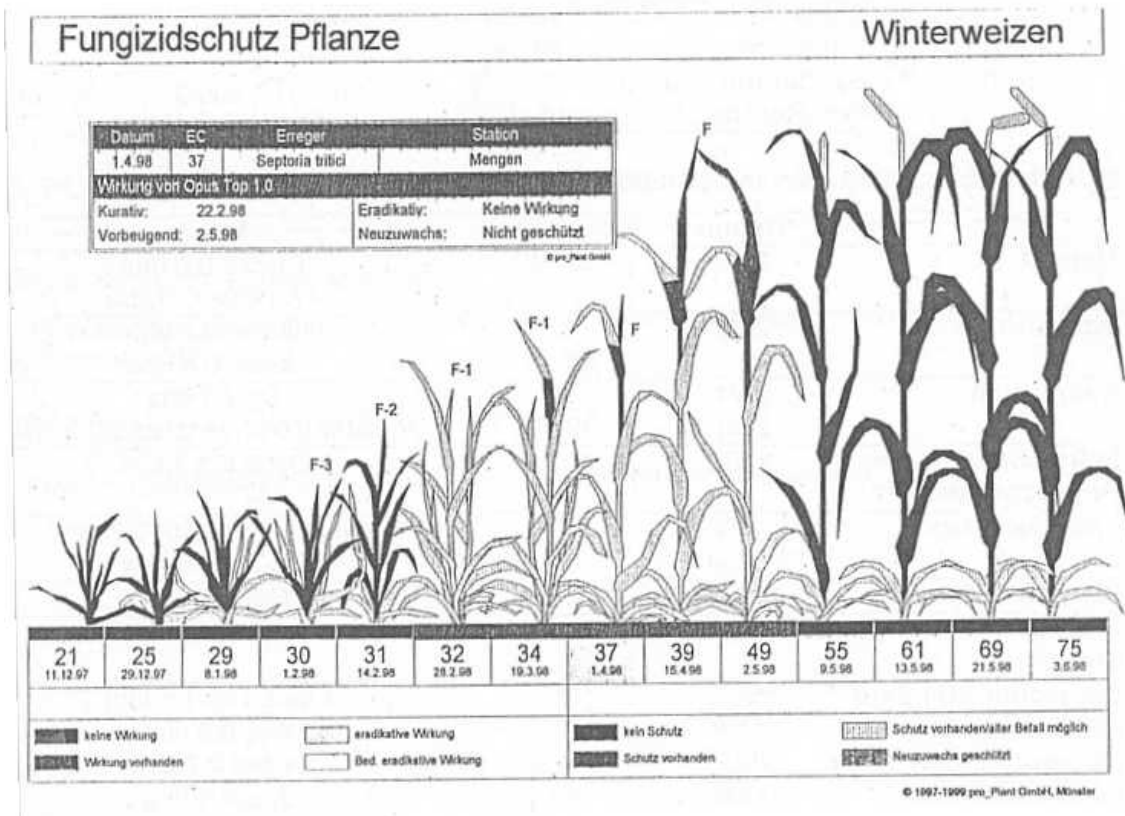 Fungizidschutz Pflanze Winterweizen
Datum EC Erreger Station
1.4.98 37 Septoria tritici Mengen
Wirkung von Opus Top 1.0
Kurativ: 22.2.98 Eradikativ: Keine Wirkung
Vorbeugend: 2.5.98 Neuzuwachs: Nicht geschützt
© pro_Plant GmbH
F
F-1
F
F-1
F-2
F-3
21 25 29 30 31 32 34 37 39 49 55 61 69 75
11.12.97 29.12.97 8.1.98 1.2.98 14.2.98 28.2.98 19.3.98 1.4.98 15.4.98 2.5.98 9.5.98 13.5.98 21.5.98 3.6.98
keine Wirkung eradikative Wirkung kein Schutz Schutz vorhanden/alter Befall möglich
Wirkung vorhanden Bed. eradikative Wirkung Schutz vorhanden Neuzuwachs geschützt
© 1997-1999 pro_Plant GmbH, Münster